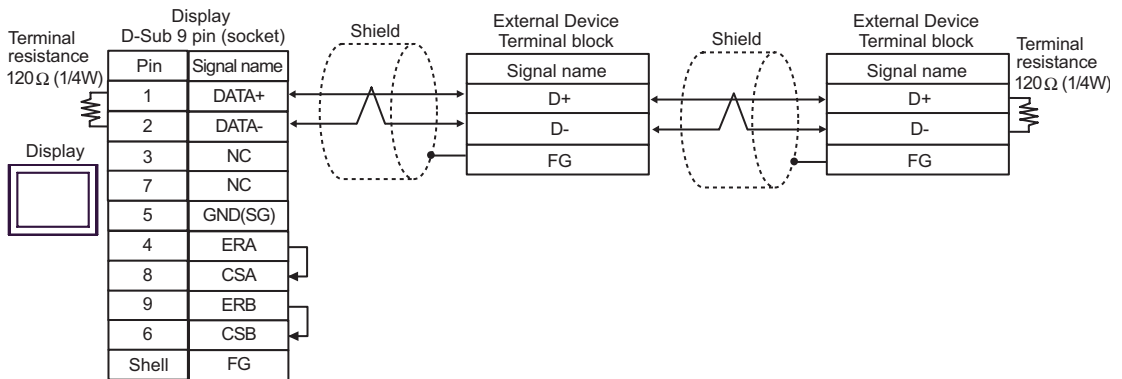 Terminal
resistance
120Ω (1/4W)
Display
D-Sub 9 pin (socket)
Pin Signal name
1 DATA+
2 DATA-
3 NC
7 NC
5 GND(SG)
4 ERA
8 CSA
9 ERB
6 CSB
Shell FG
Display
Shield
External Device
Terminal block
Signal name
D+
D-
FG
Shield
External Device
Terminal block
Signal name
D+
D-
FG
Terminal
resistance
120Ω (1/4W)